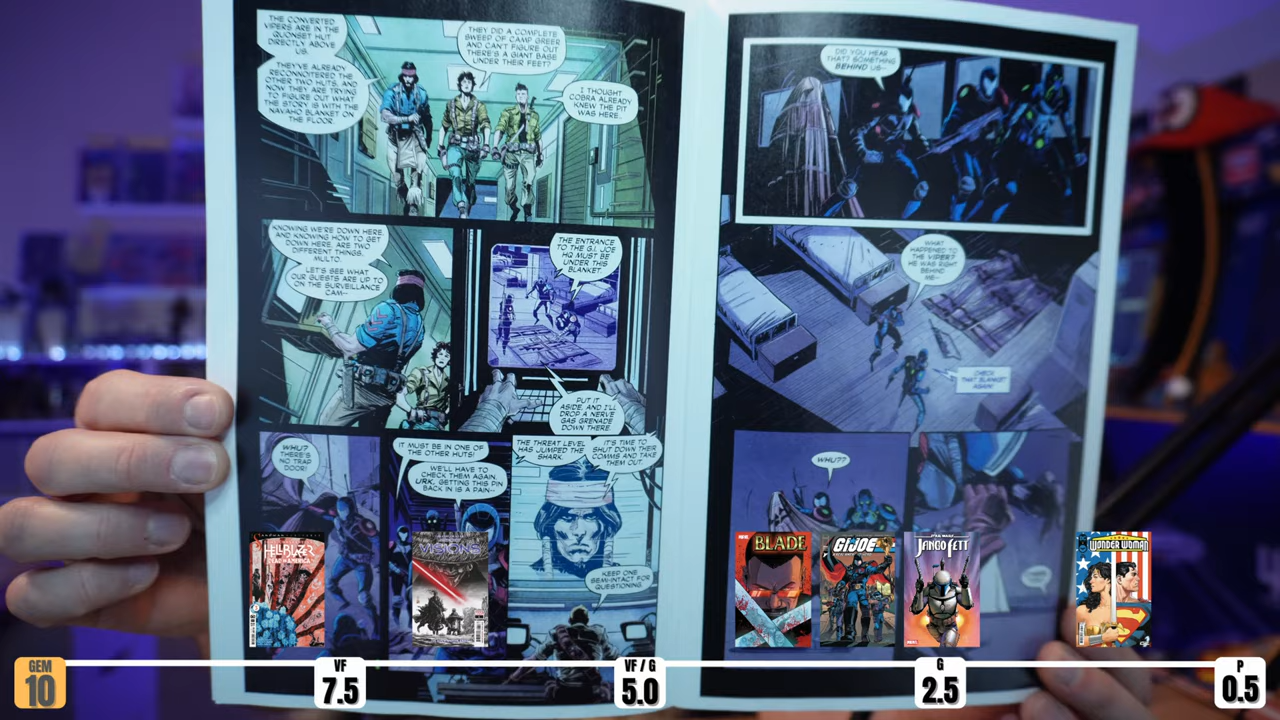 THE CONVERTED
VIPERS ARE IN THE
QUONSET HUT
DIRECTLY ABOVE
US.
THEY'VE ALREADY
RECONNOITERED THE
OTHER TWO HUTS, AND
NOW THEY ARE TRYING
TO FIGURE OUT WHAT
THE STORY IS WITH THE
NAVAHO BLANKET ON
THE FLOOR.
THEY DID A COMPLETE
SWEEP OF CAMP GREER
AND CAN'T FIGURE OUT
THERE'S A GIANT BASE
UNDER THEIR FEET?
I THOUGHT
COBRA ALREADY
KNEW THE PIT
WAS HERE.
KNOWING WE'RE DOWN HERE,
AND KNOWING HOW TO GET
DOWN HERE, ARE TWO
DIFFERENT THINGS,
MULTO.
LET'S SEE WHAT
OUR GUESTS ARE UP TO
ON THE SURVEILLANCE
CAM—
THE ENTRANCE
TO THE G.I. JOE
HQ MUST BE
UNDER THIS
BLANKET.
PUT IT
ASIDE, AND I'LL
DROP A NERVE
GAS GRENADE
DOWN THERE.
WHU?
THERE'S
NO TRAP
DOOR!
IT MUST BE IN ONE OF
THE OTHER HUTS!
WE'LL HAVE TO
CHECK THEM AGAIN.
URK, GETTING THIS PIN
BACK IN IS A PAIN—
THE THREAT LEVEL
HAS JUMPED THE
SHARK.
IT'S TIME TO
SHUT DOWN THEIR
COMMS AND TAKE
THEM OUT.
KEEP ONE
SEMI-INTACT FOR
QUESTIONING.
DID YOU HEAR
THAT? SOMETHING
BEHIND US—
WHAT
HAPPENED TO
THE VIPER?
HE WAS RIGHT
BEHIND
ME—
CHECK
THAT BLANKET
AGAIN!
WHU??
HELLBLAZER
DEAD IN AMERICA
VISIONS
BLADE
G.I. JOE
STAR WARS
JANGO FETT
WONDER WOMAN
GEM
10
VF
7.5
VF / G
5.0
G
2.5
P
0.5